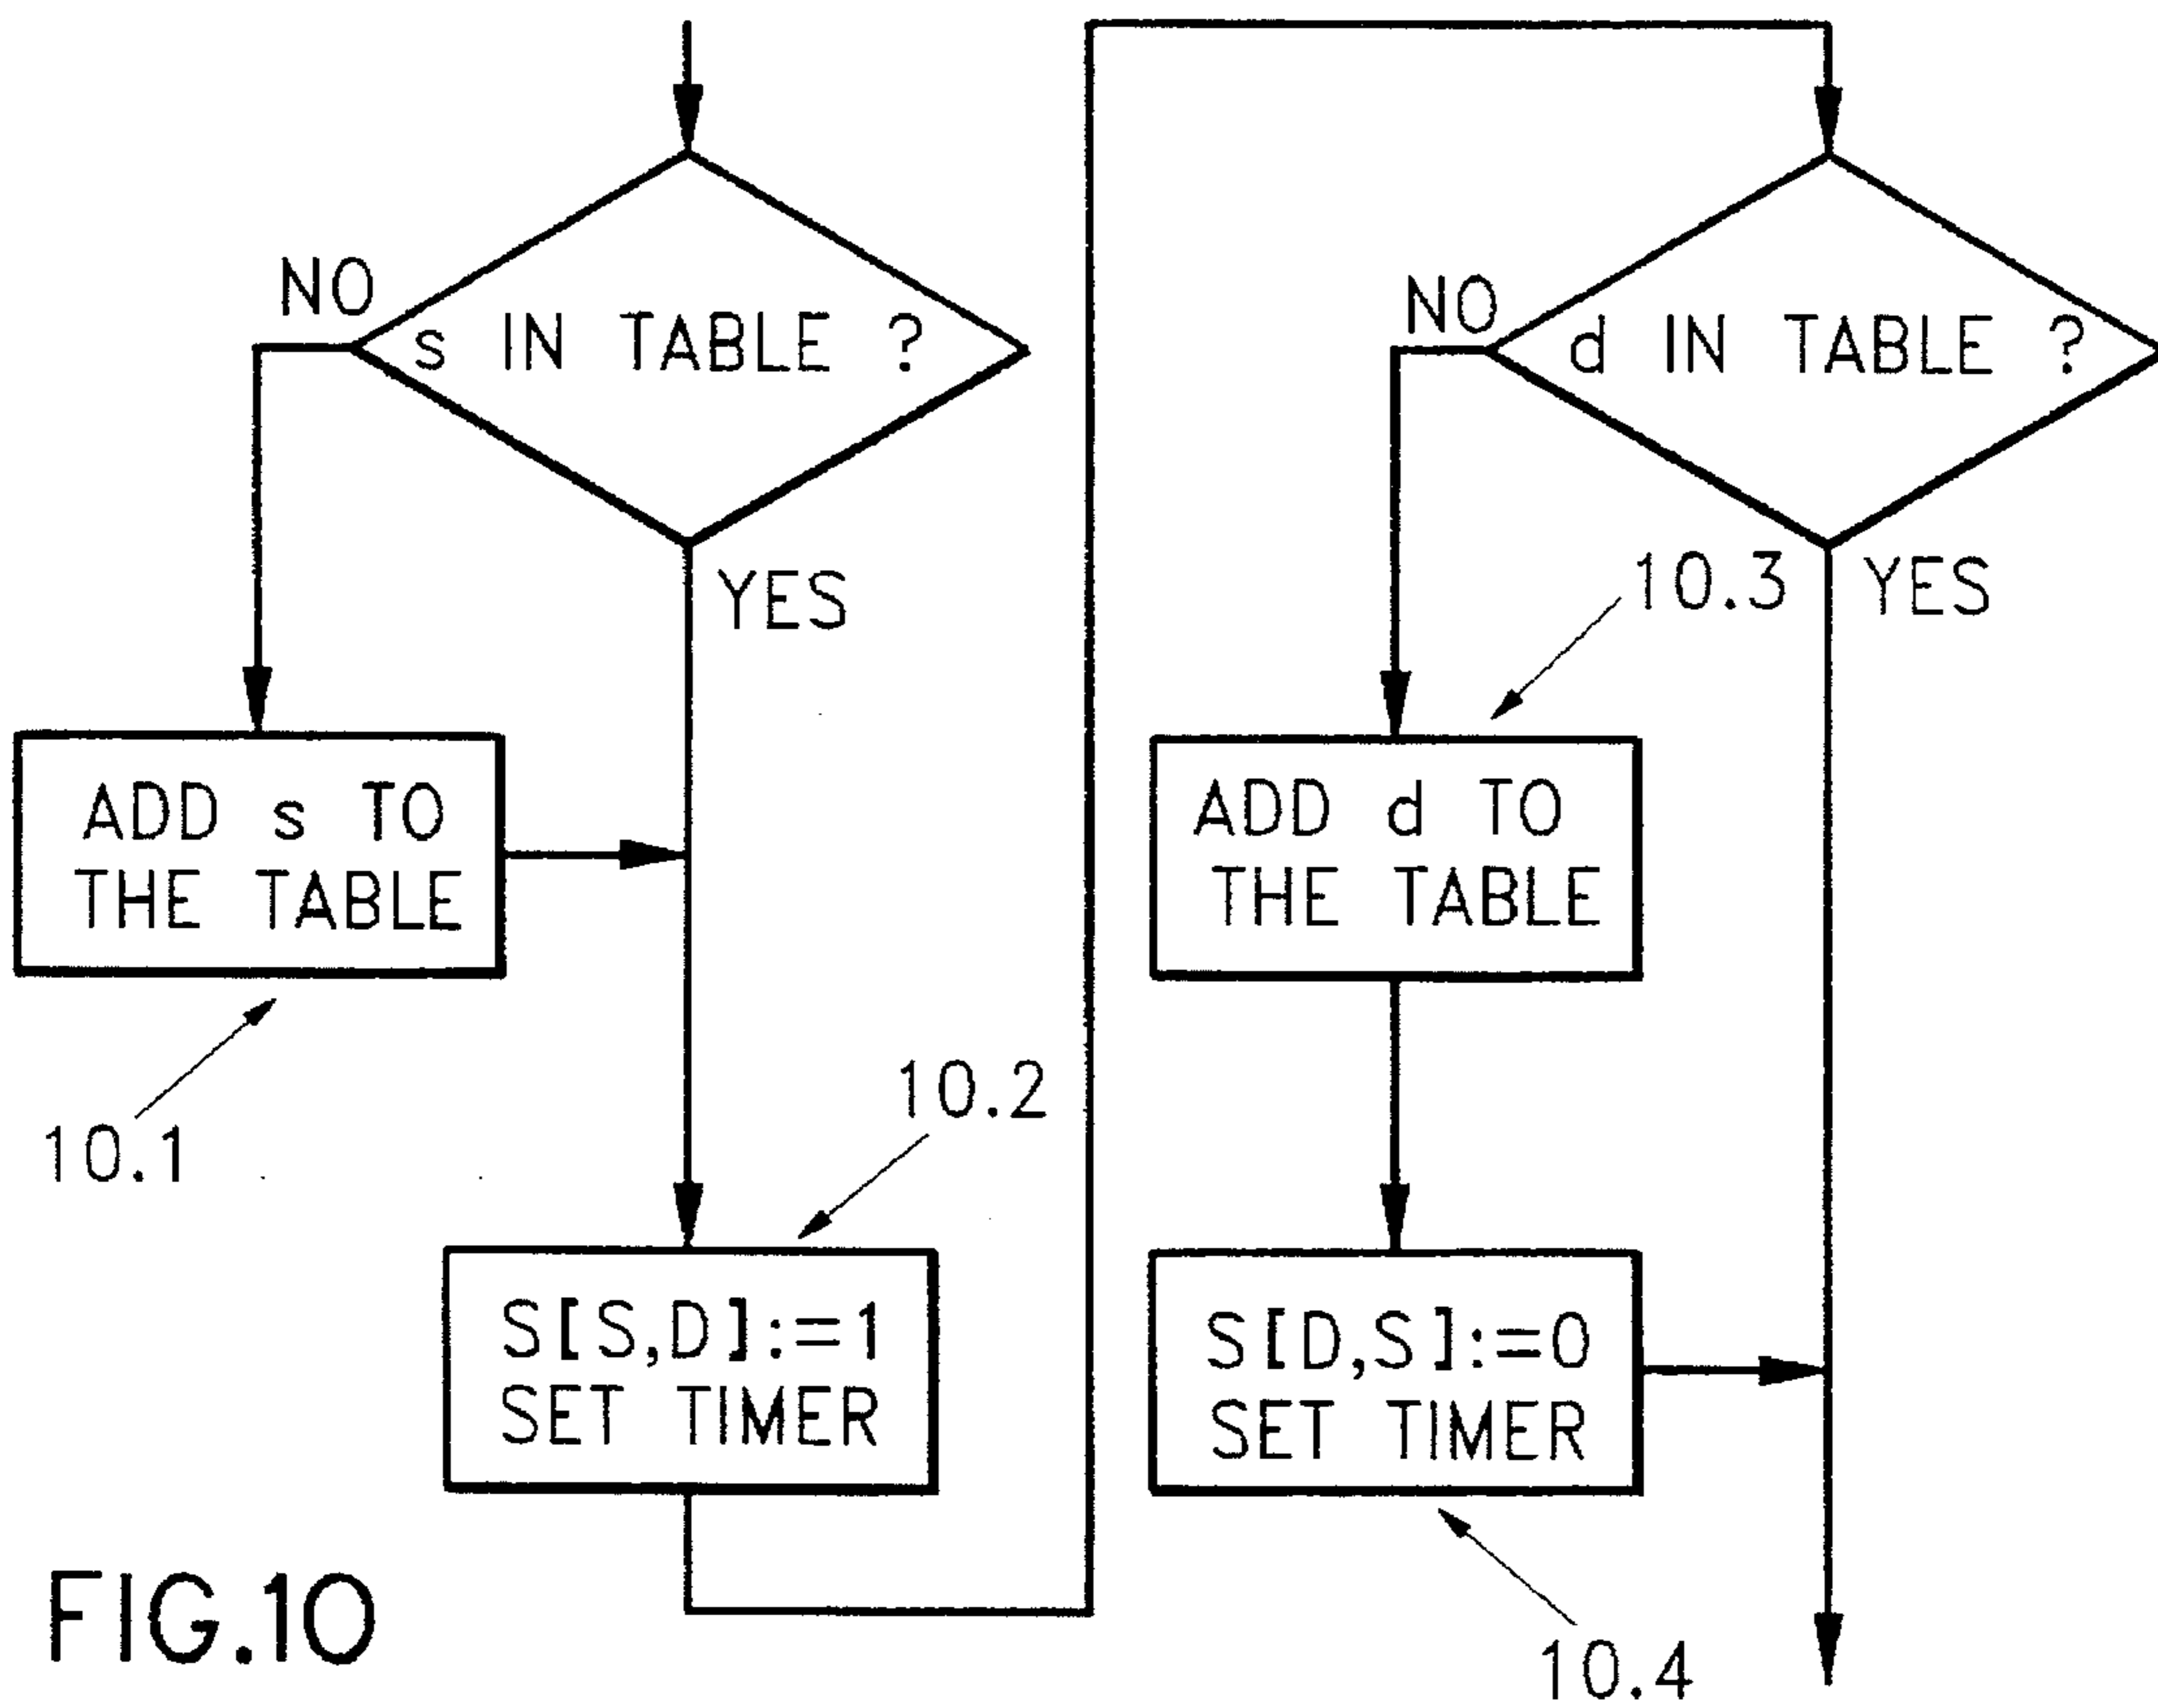 NO
s IN TABLE ?
YES
ADD s TO
THE TABLE
10.1
10.2
S[S,D]:=1
SET TIMER
NO
d IN TABLE ?
YES
10.3
ADD d TO
THE TABLE
S[D,S]:=0
SET TIMER
10.4
FIG.10